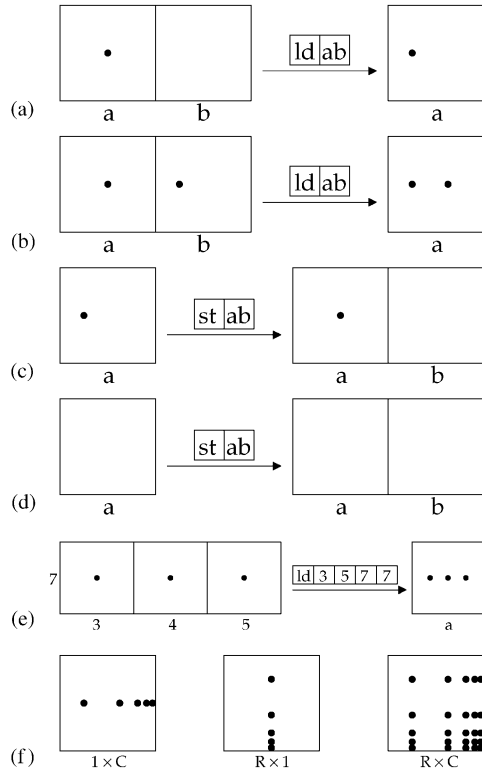 ld ab
(a) a b a
ld ab
(b) a b a
st ab
(c) a a b
st ab
(d) a a b
7 ld 3 5 7 7
(e) 3 4 5 a
(f) 1 × C R × 1 R × C